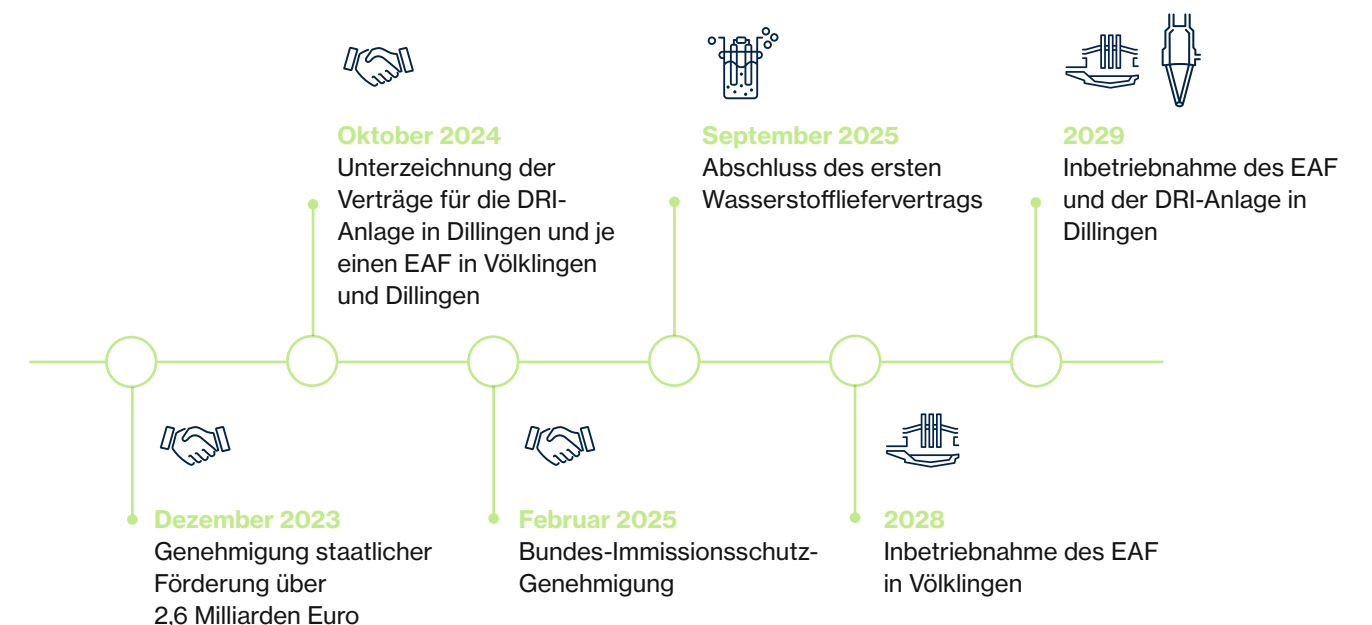 Oktober 2024
Unterzeichnung der
Verträge für die DRI-
Anlage in Dillingen und je
einen EAF in Völklingen
und Dillingen
September 2025
Abschluss des ersten
Wasserstoffliefervertrags
2029
Inbetriebnahme des EAF
und der DRI-Anlage in
Dillingen
Dezember 2023
Genehmigung staatlicher
Förderung über
2,6 Milliarden Euro
Februar 2025
Bundes-Immissionsschutz-
Genehmigung
2028
Inbetriebnahme des EAF
in Völklingen